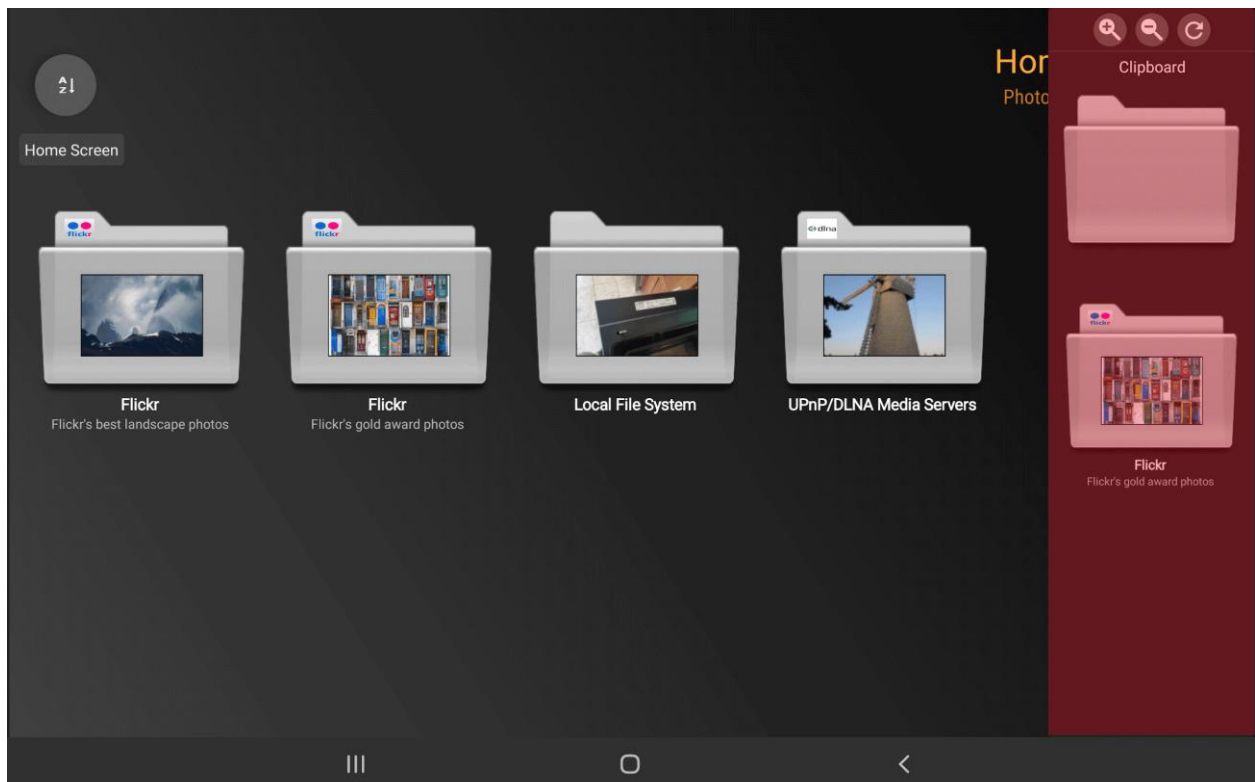 Home Screen
Hor
Photo
Clipboard
flickr
Flickr
Flickr's best landscape photos
flickr
Flickr
Flickr's gold award photos
Local File System
dlna
UPnP/DLNA Media Servers
flickr
Flickr
Flickr's gold award photos
A
Z